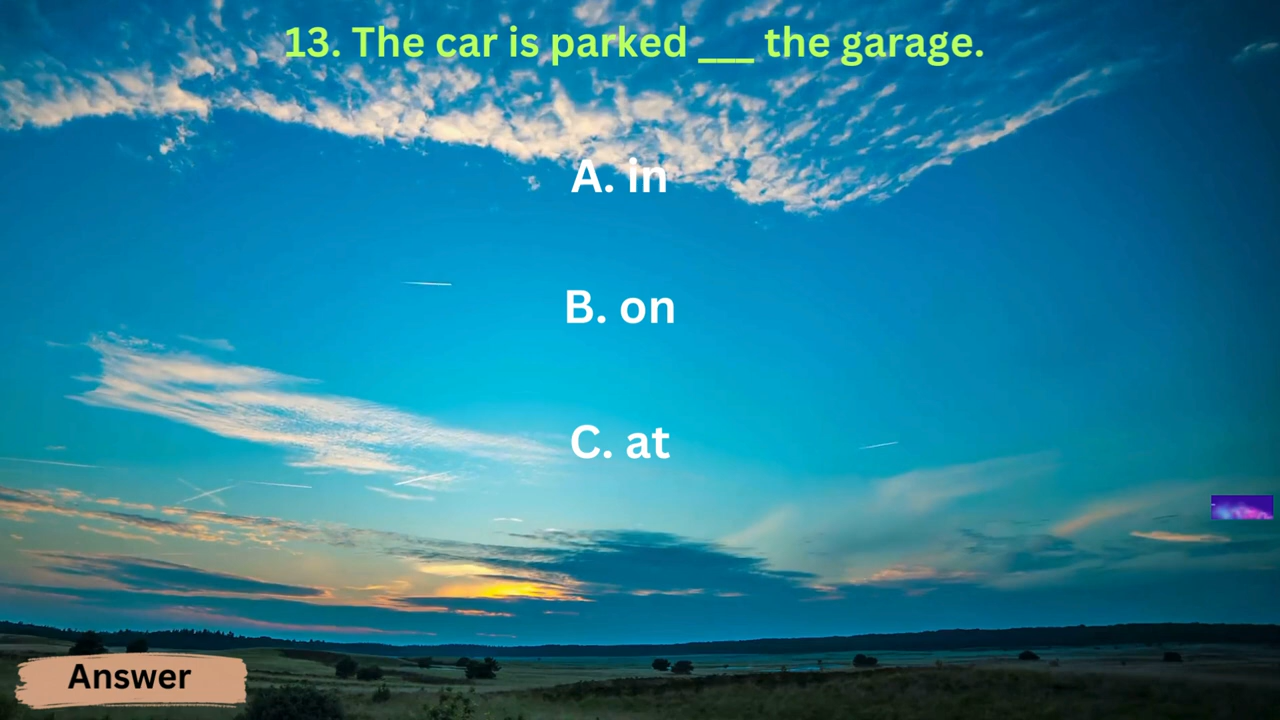 13. The car is parked ___ the garage.
A. in
B. on
C. at
Answer